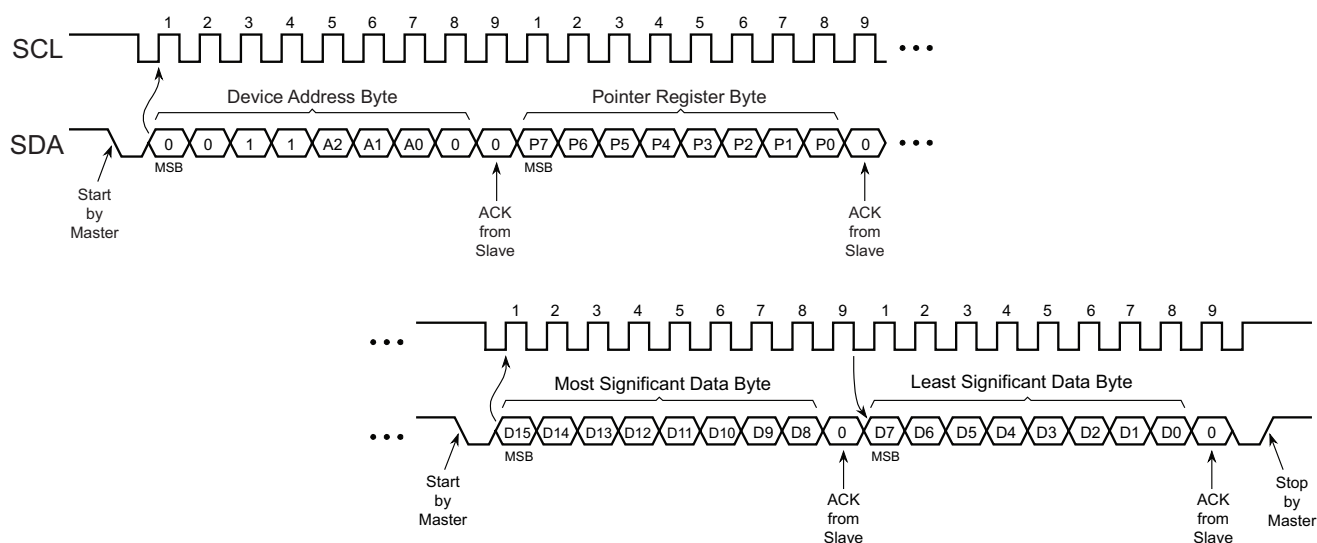 1 2 3 4 5 6 7 8 9 1 2 3 4 5 6 7 8 9
SCL
Device Address Byte Pointer Register Byte
SDA 0 0 1 1 A2 A1 A0 0 0 P7 P6 P5 P4 P3 P2 P1 P0 0
MSB MSB
Start
by
Master
ACK
from
Slave
ACK
from
Slave
1 2 3 4 5 6 7 8 9 1 2 3 4 5 6 7 8 9
Most Significant Data Byte Least Significant Data Byte
D15 D14 D13 D12 D11 D10 D9 D8 0 D7 D6 D5 D4 D3 D2 D1 D0 0
MSB MSB
Start
by
Master
ACK
from
Slave
ACK
from
Slave
Stop
by
Master